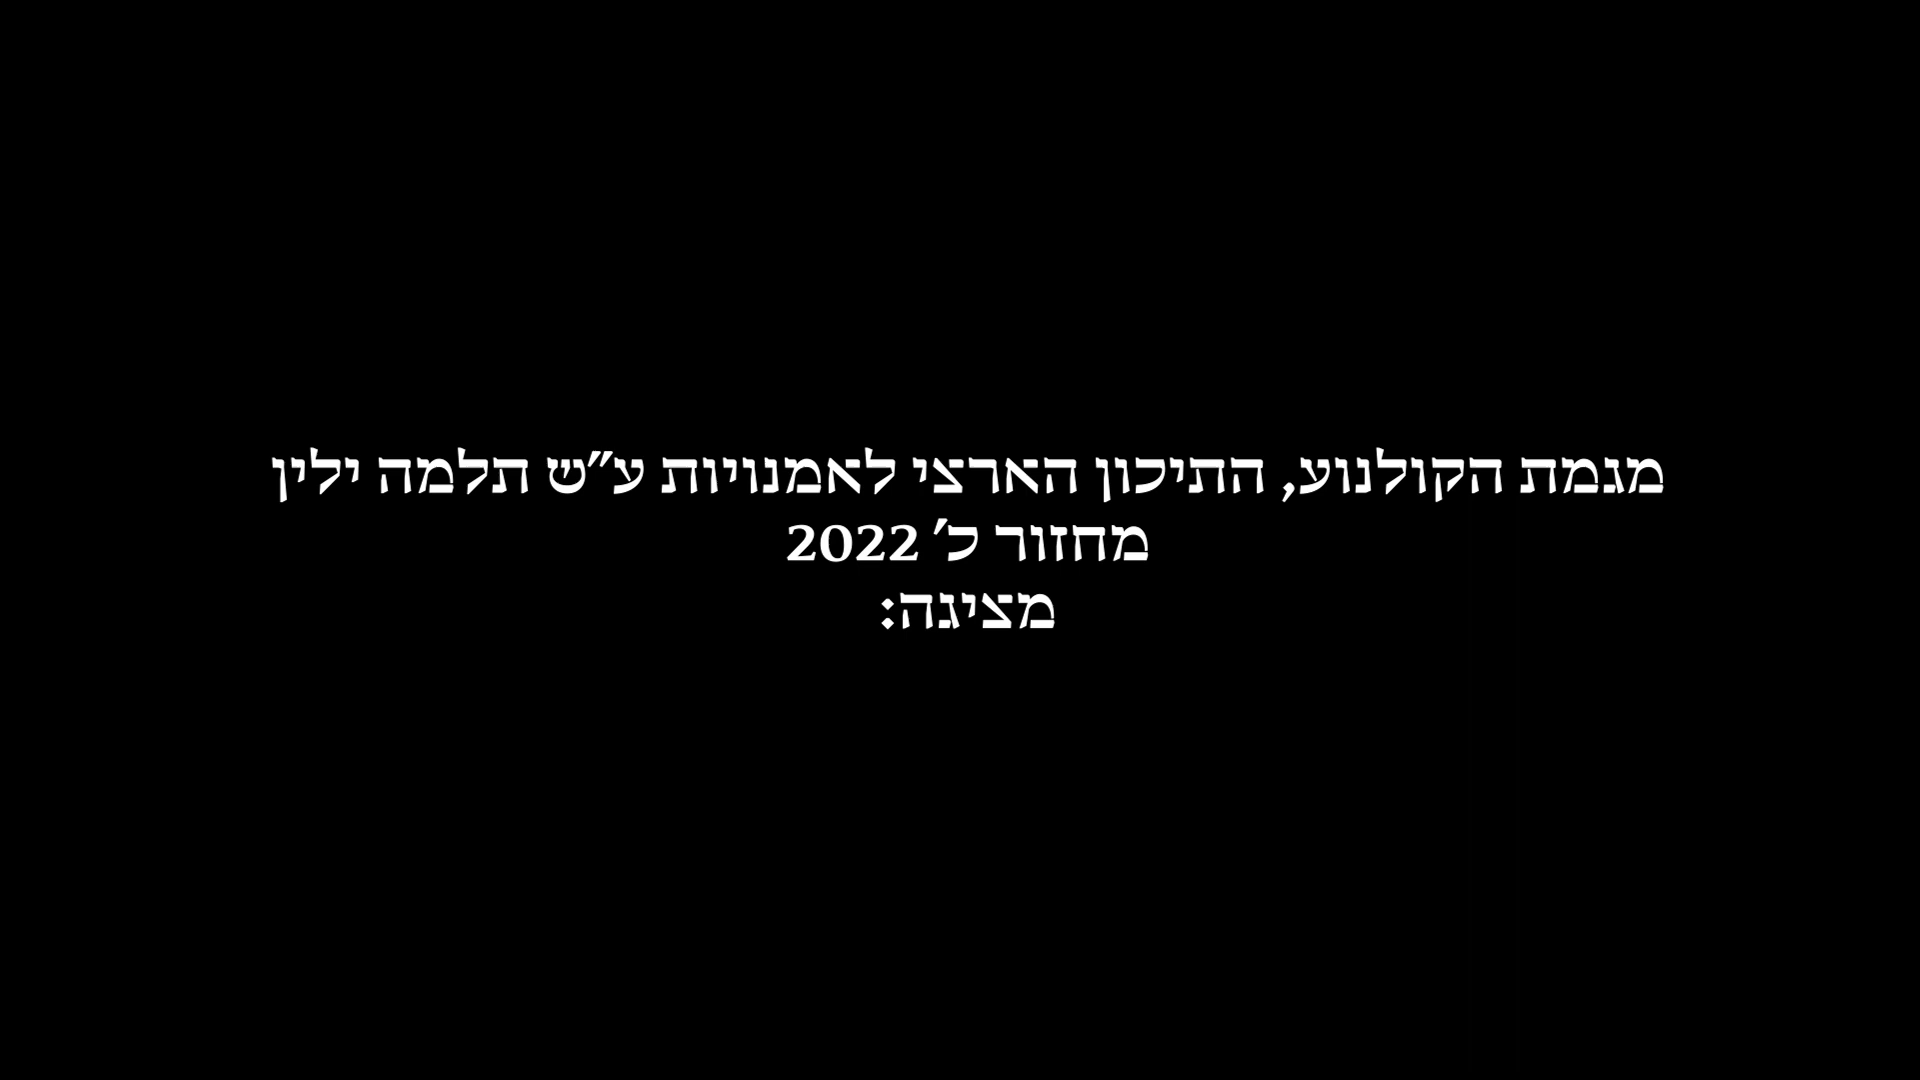 מגמת הקולנוע, התיכון הארצי לאמנויות ע"ש תלמה ילין
מחזור כ' 2022
מציגה: